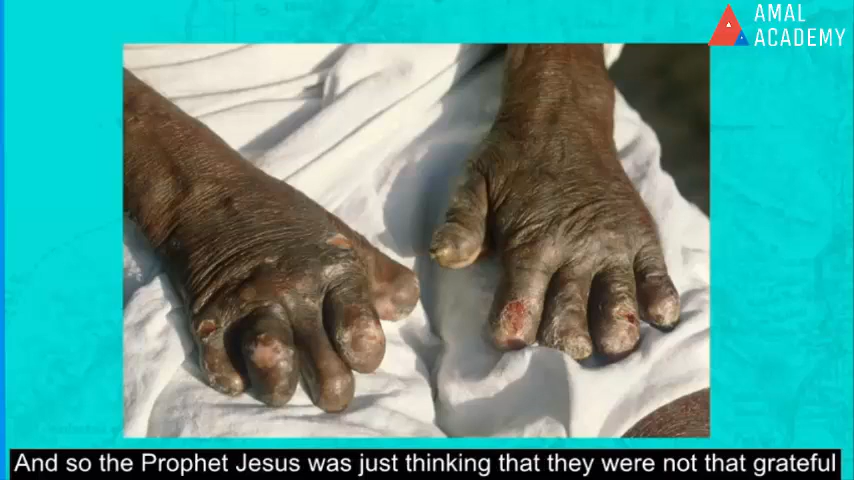 AMAL
ACADEMY
And so the Prophet Jesus was just thinking that they were not that grateful